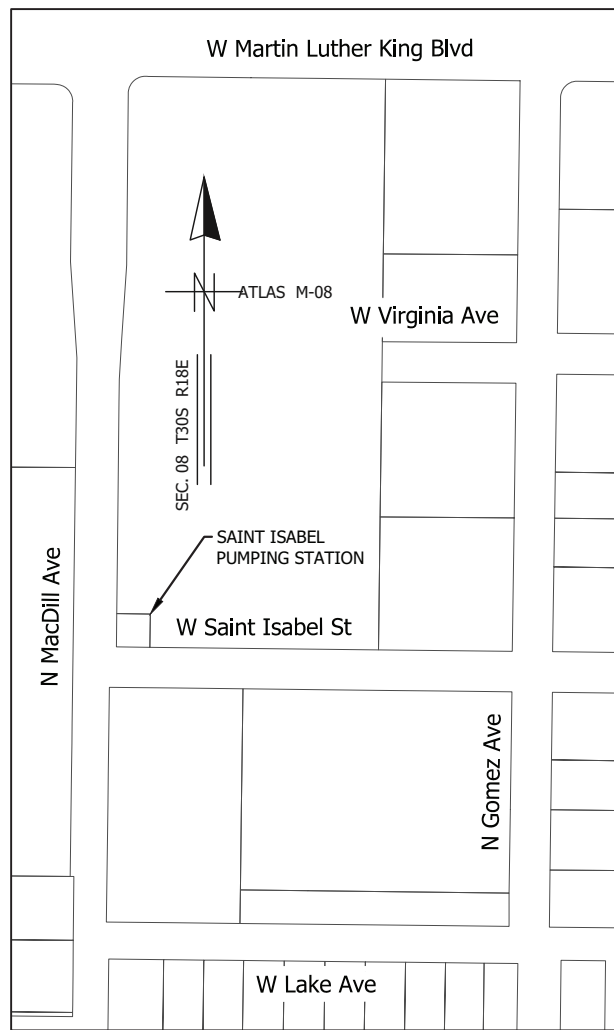 W Martin Luther King Blvd
ATLAS M-08
W Virginia Ave
SEC. 08 T30S R18E
SAINT ISABEL
PUMPING STATION
N MacDill Ave
W Saint Isabel St
N Gomez Ave
W Lake Ave
N